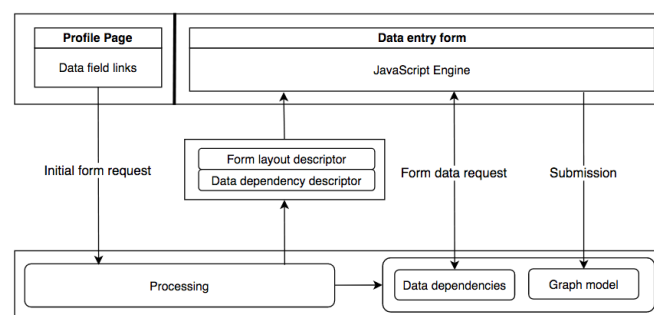 Profile Page
Data field links
Data entry form
JavaScript Engine
Initial form request
Form layout descriptor
Data dependency descriptor
Form data request
Submission
Processing
Data dependencies
Graph model